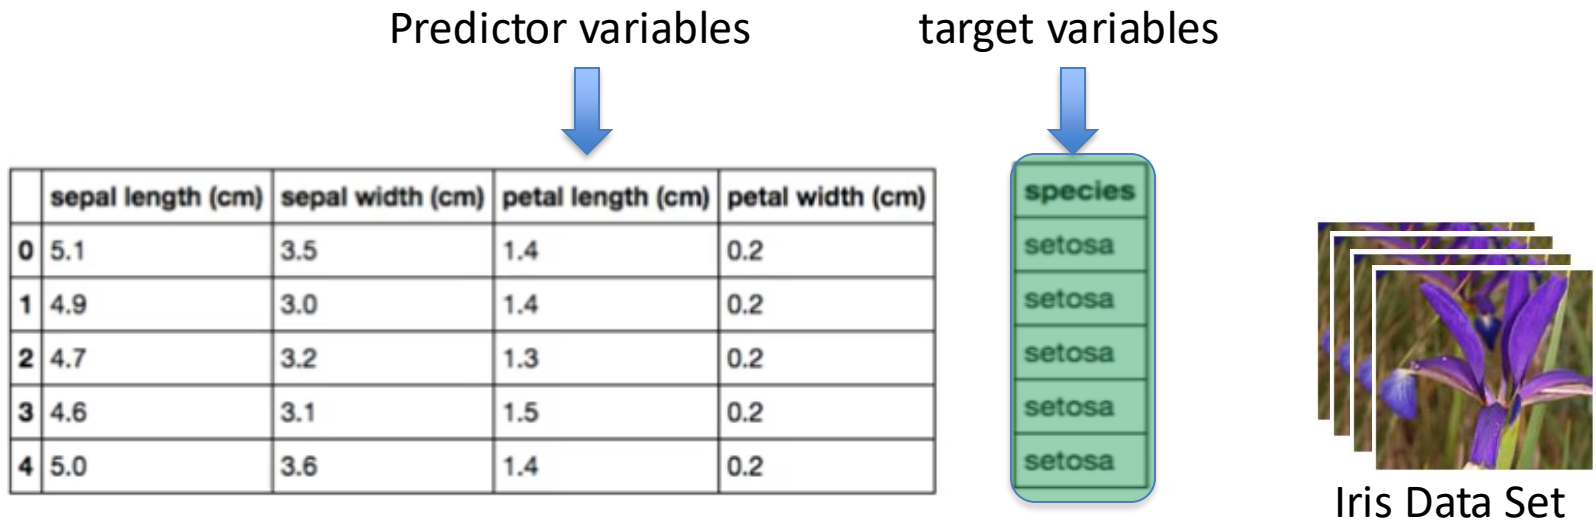 Predictor variables target variables
sepal length (cm) sepal width (cm) petal length (cm) petal width (cm) species
0 5.1 3.5 1.4 0.2 setosa
1 4.9 3.0 1.4 0.2 setosa
2 4.7 3.2 1.3 0.2 setosa
3 4.6 3.1 1.5 0.2 setosa
4 5.0 3.6 1.4 0.2 setosa
Iris Data Set